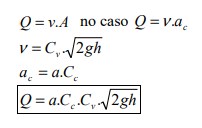 Q = v.A no caso Q = v.a_c
v = C_v.√2gh
a_c = a.C_c
Q = a.C_c.C_v.√2gh